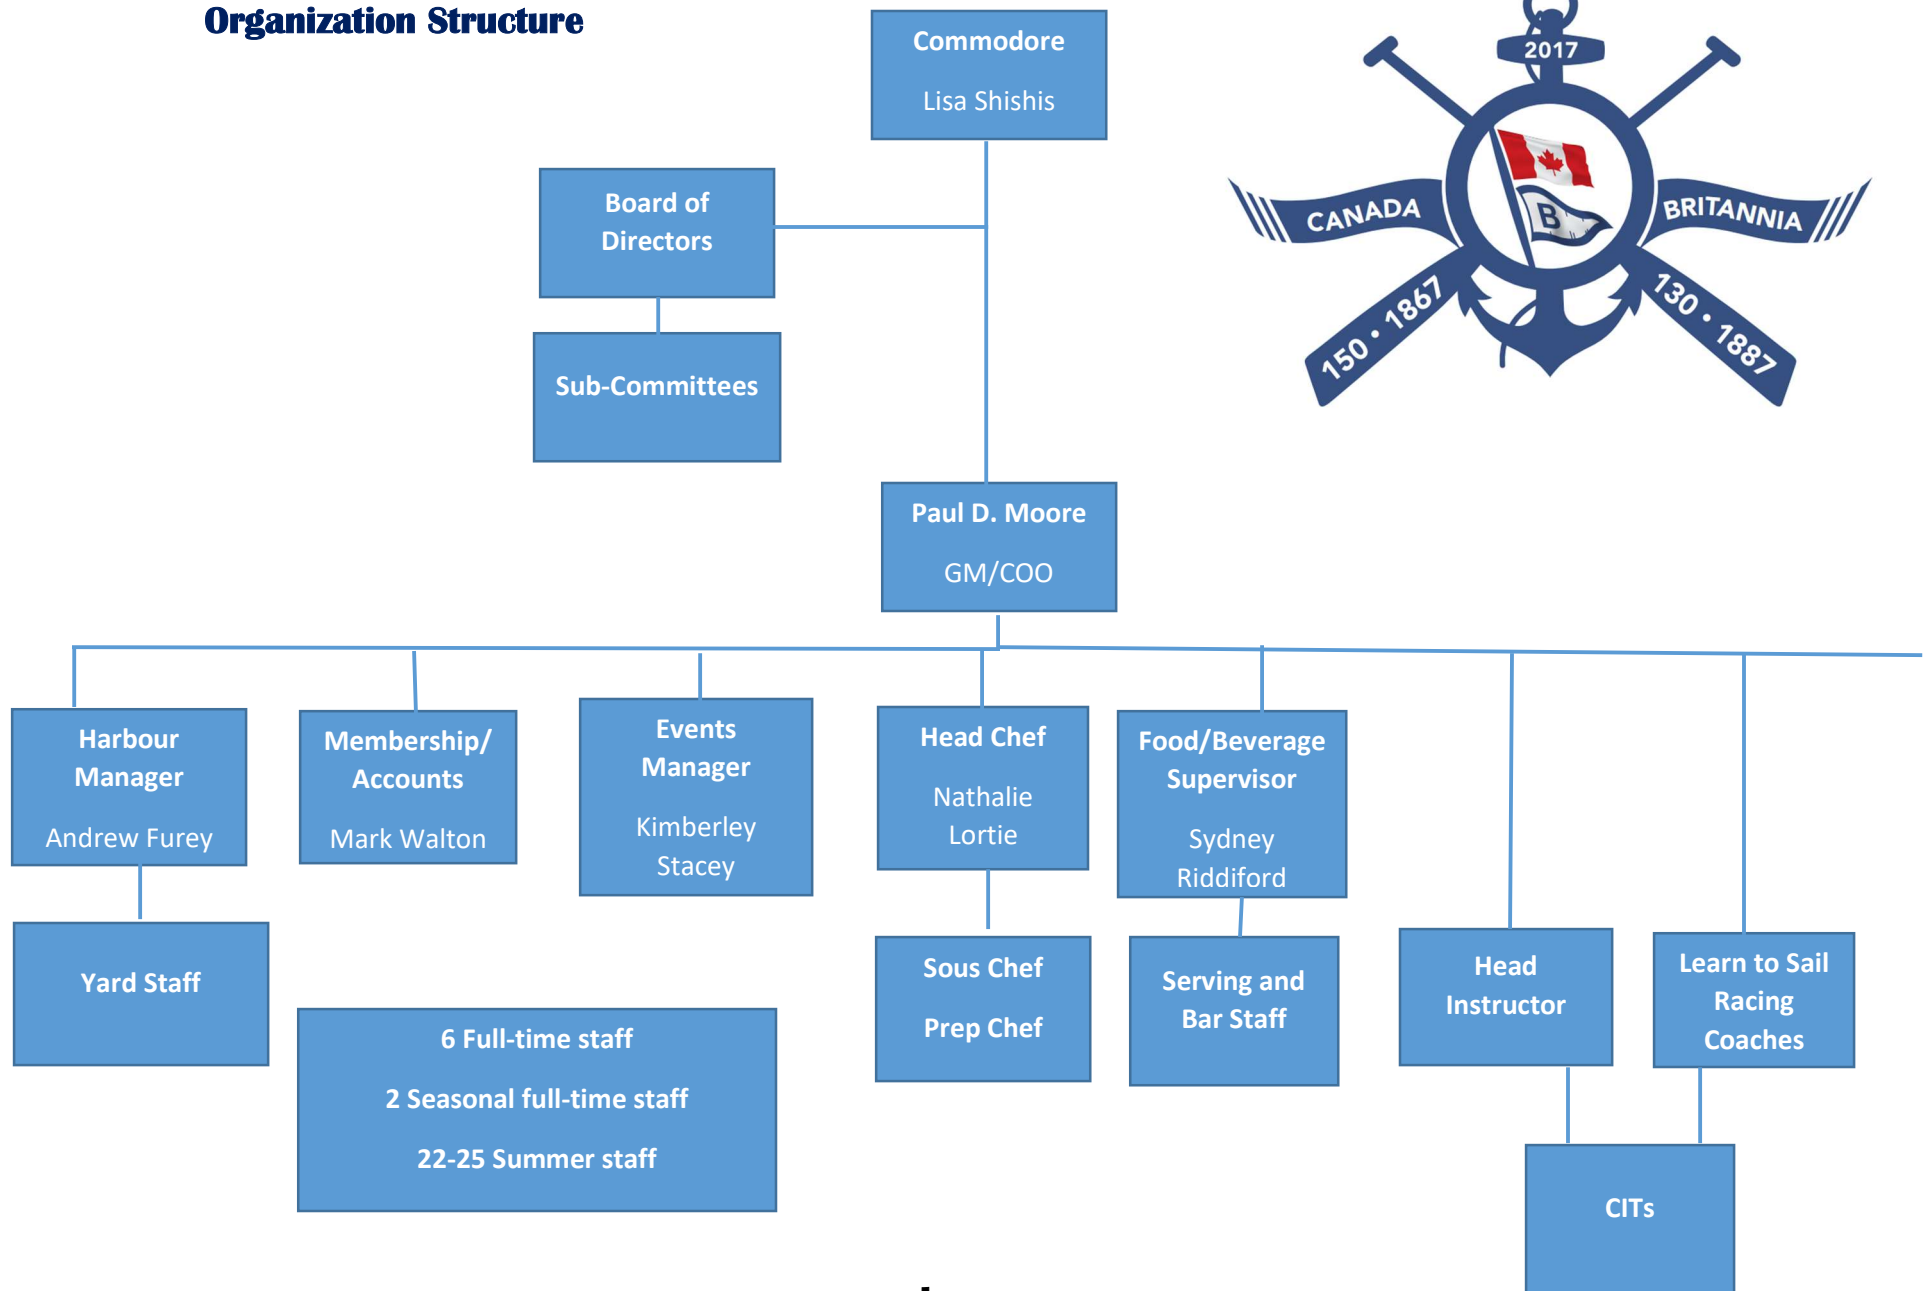 Organization Structure
Commodore
Lisa Shishis
2017
CANADA
BRITANNIA
B
150 • 1867
130 • 1887
Board of
Directors
Sub-Committees
Paul D. Moore
GM/COO
Harbour
Manager
Andrew Furey
Membership/
Accounts
Mark Walton
Events
Manager
Kimberley
Stacey
Head Chef
Nathalie
Lortie
Food/Beverage
Supervisor
Sydney
Riddiford
Yard Staff
6 Full-time staff
2 Seasonal full-time staff
22-25 Summer staff
Sous Chef
Prep Chef
Serving and
Bar Staff
Head
Instructor
Learn to Sail
Racing
Coaches
CITs